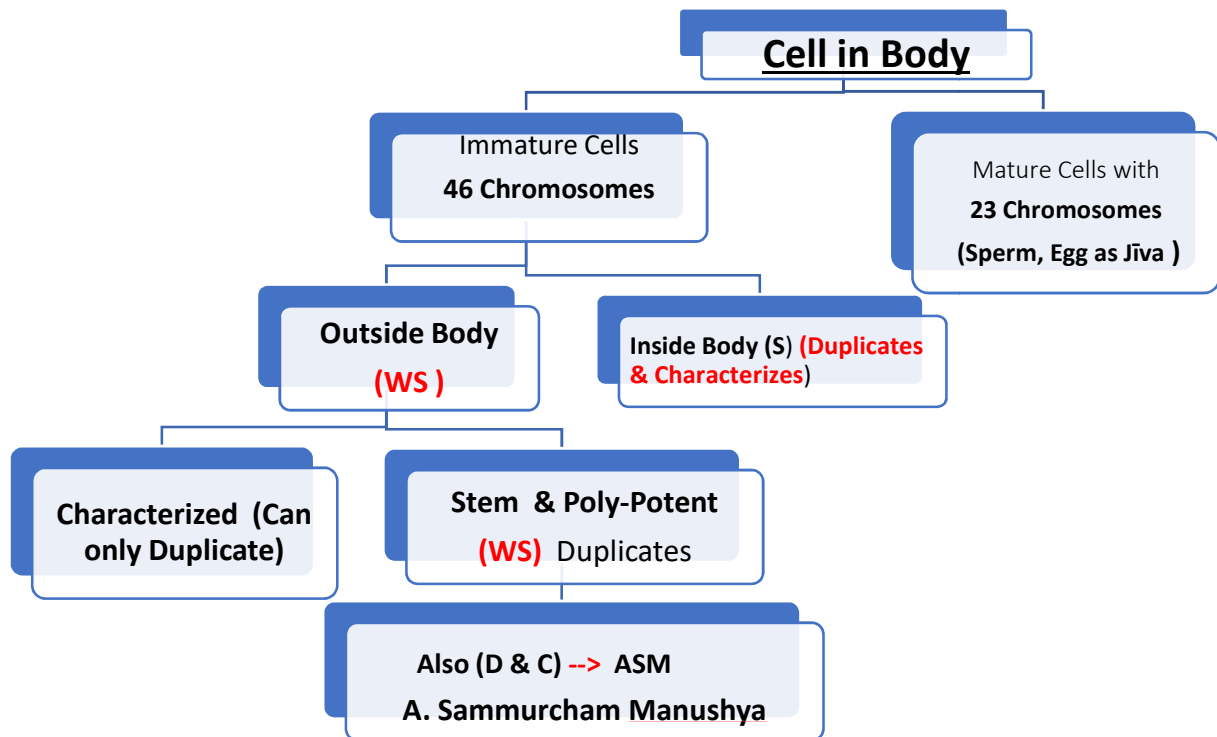 Cell in Body
Immature Cells
46 Chromosomes
Mature Cells with
23 Chromosomes
(Sperm, Egg as Jīva )
Outside Body
(WS )
Inside Body (S) (Duplicates
& Characterizes)
Characterized (Can
only Duplicate)
Stem & Poly-Potent
(WS) Duplicates
Also (D & C) --> ASM
A. Sammurcham Manushya